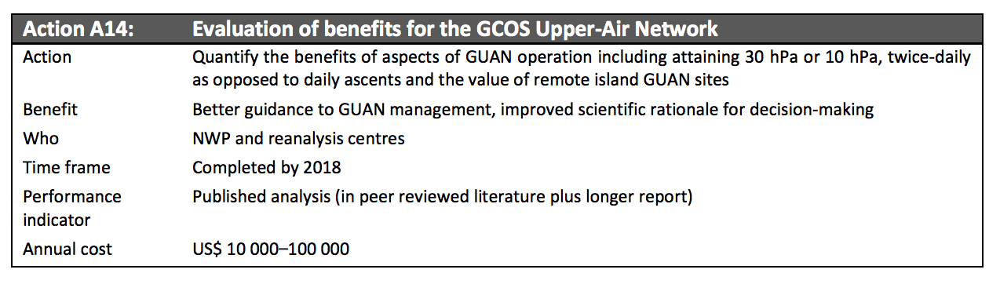 Action A14: Evaluation of benefits for the GCOS Upper-Air Network
Action Quantify the benefits of aspects of GUAN operation including attaining 30 hPa or 10 hPa, twice-daily
as opposed to daily ascents and the value of remote island GUAN sites
Benefit Better guidance to GUAN management, improved scientific rationale for decision-making
Who NWP and reanalysis centres
Time frame Completed by 2018
Performance Published analysis (in peer reviewed literature plus longer report)
indicator
Annual cost US$ 10 000–100 000